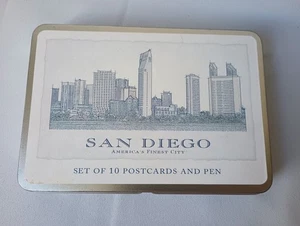 SAN DIEGO
AMERICA'S FINEST CITY
SET OF 10 POSTCARDS AND PEN